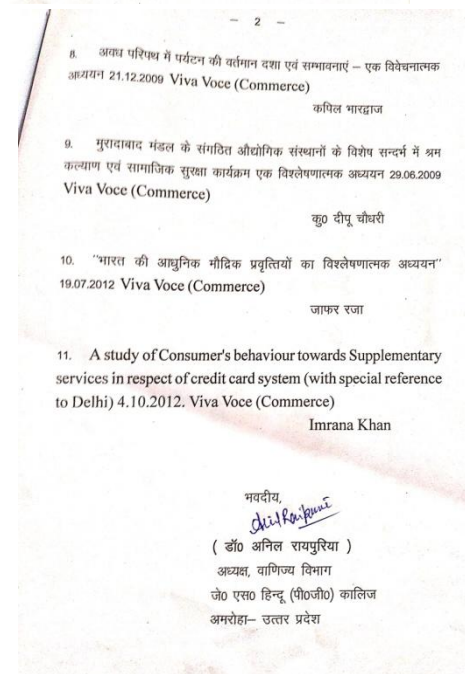 – 2 –
8. अवध परिपथ में पर्यटन की वर्तमान दशा एवं सम्भावनाएं – एक विवेचनात्मक
अध्ययन 21.12.2009 Viva Voce (Commerce)
कपिल भारद्वाज
9. मुरादाबाद मंडल के संगठित औद्योगिक संस्थानों के विशेष सन्दर्भ में श्रम
कल्याण एवं सामाजिक सुरक्षा कार्यक्रम एक विश्लेषणात्मक अध्ययन 29.06.2009
Viva Voce (Commerce)
कु0 दीपू चौधरी
10. "भारत की आधुनिक मौद्रिक प्रवृत्तियों का विश्लेषणात्मक अध्ययन"
19.07.2012 Viva Voce (Commerce)
जाफर रजा
11. A study of Consumer's behaviour towards Supplementary
services in respect of credit card system (with special reference
to Delhi) 4.10.2012. Viva Voce (Commerce)
Imrana Khan
भवदीय,
( डॉ0 अनिल रायपुरिया )
अध्यक्ष, वाणिज्य विभाग
जे0 एस0 हिन्दू (पी0जी0) कालिज
अमरोहा– उत्तर प्रदेश